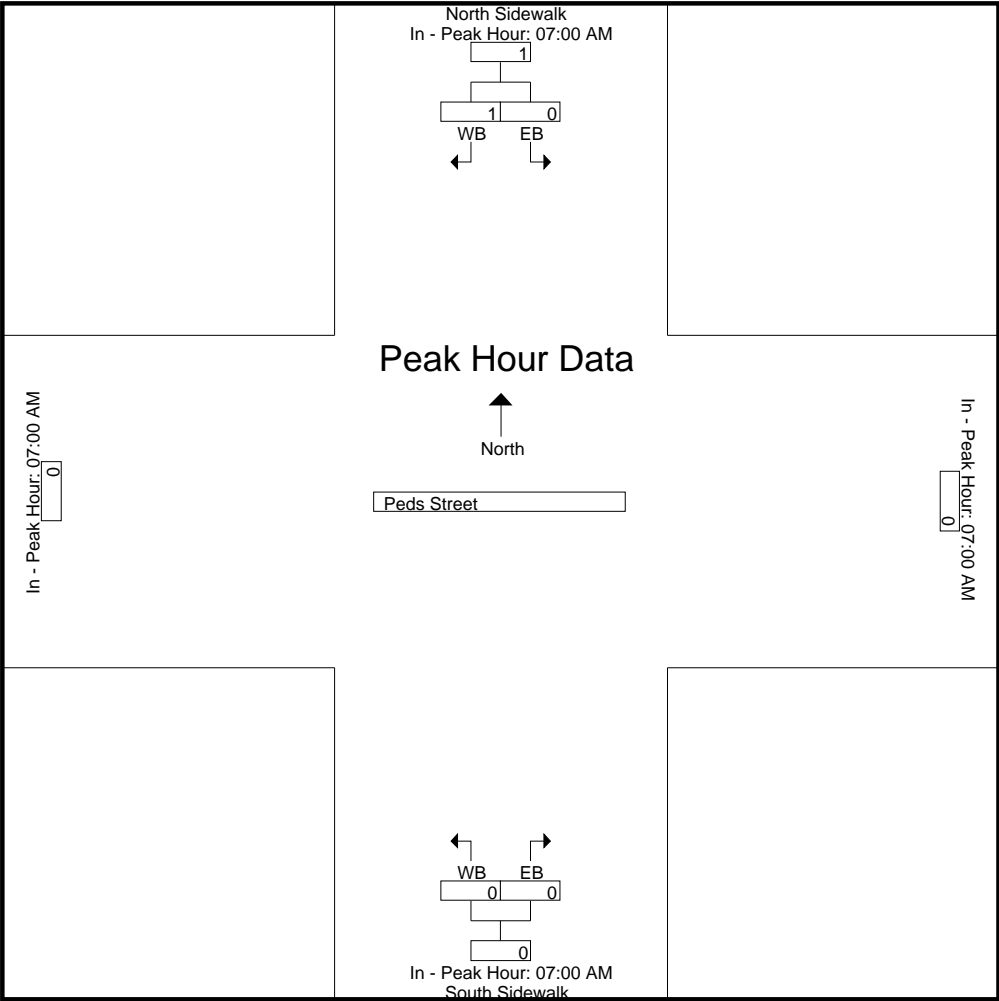 North Sidewalk
In - Peak Hour: 07:00 AM
1
1 0
WB EB
Peak Hour Data
North
In - Peak Hour: 07:00 AM
0
Peds Street
0
In - Peak Hour: 07:00 AM
WB EB
0 0
0
In - Peak Hour: 07:00 AM
South Sidewalk